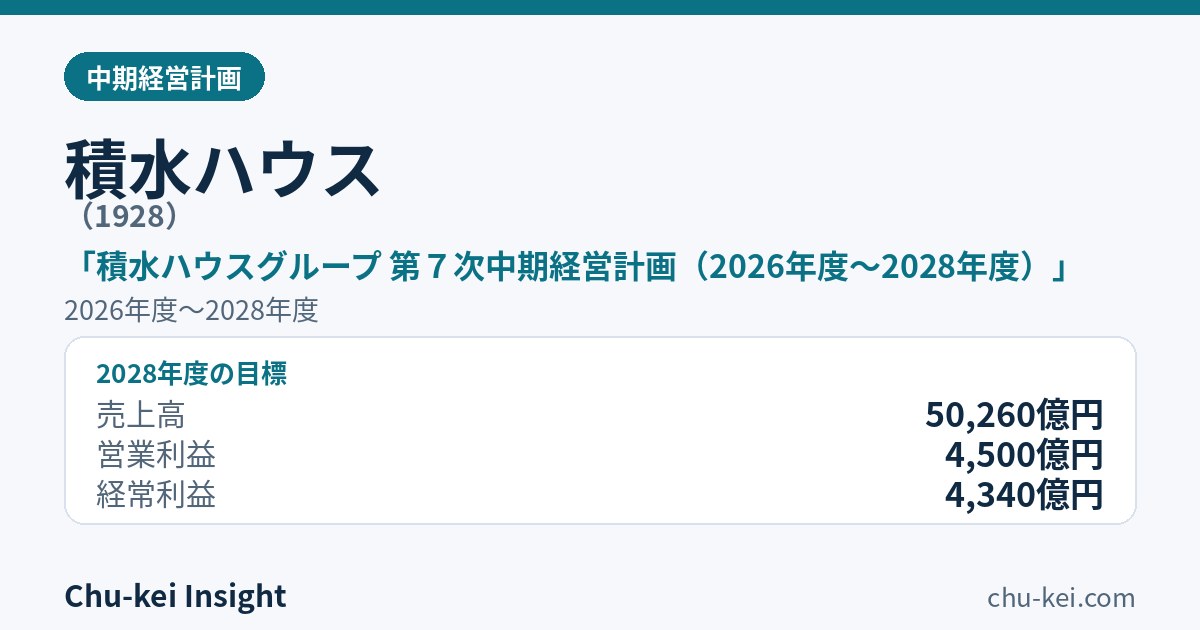 中期経営計画
積水ハウス
（1928）
「積水ハウスグループ 第７次中期経営計画（2026年度～2028年度）」
2026年度～2028年度
2028年度の目標
売上高 50,260億円
営業利益 4,500億円
経常利益 4,340億円
Chu-kei Insight chu-kei.com